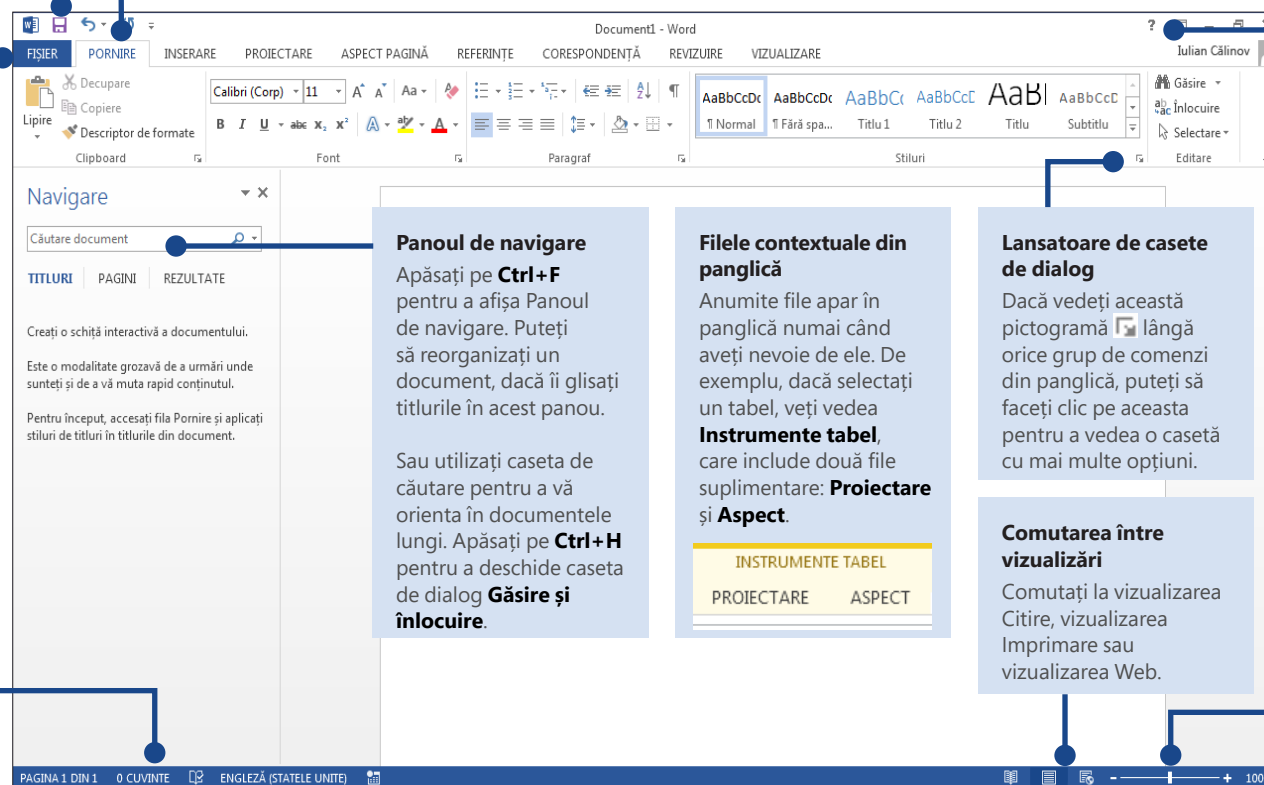 Document1 - Word
?
FIȘIER PORNIRE INSERARE PROIECTARE ASPECT PAGINĂ REFERINȚE CORESPONDENȚĂ REVIZUIRE VIZUALIZARE Iulian Călinov
Lipire
Decupare
Copiere
Descriptor de formate
Clipboard
Calibri (Corp) 11 A A Aa
B I U abc X₂ X² A ab A
Font
Paragraf
AaBbCcDc AaBbCcDc AaBbC AaBbCcD AaB AaBbCcD
¶ Normal ¶ Fără spa... Titlu 1 Titlu 2 Titlu Subtitlu
Stiluri
Găsire
Înlocuire
Selectare
Editare
Navigare
Căutare document
TITLURI PAGINI REZULTATE
Creați o schiță interactivă a documentului.
Este o modalitate grozavă de a urmări unde
sunteți și de a vă muta rapid conținutul.
Pentru început, accesați fila Pornire și aplicați
stiluri de titluri în titlurile din document.
Panoul de navigare
Apăsați pe Ctrl+F
pentru a afișa Panoul
de navigare. Puteți
să reorganizați un
document, dacă îi glisați
titlurile în acest panou.
Sau utilizați caseta de
căutare pentru a vă
orienta în documentele
lungi. Apăsați pe Ctrl+H
pentru a deschide caseta
de dialog Găsire și
înlocuire.
Filele contextuale din
panglică
Anumite file apar în
panglică numai când
aveți nevoie de ele. De
exemplu, dacă selectați
un tabel, veți vedea
Instrumente tabel,
care include două file
suplimentare: Proiectare
și Aspect.
INSTRUMENTE TABEL
PROIECTARE ASPECT
Lansatoare de casete
de dialog
Dacă vedeți această
pictogramă lângă
orice grup de comenzi
din panglică, puteți să
faceți clic pe aceasta
pentru a vedea o casetă
cu mai multe opțiuni.
Comutarea între
vizualizări
Comutați la vizualizarea
Citire, vizualizarea
Imprimare sau
vizualizarea Web.
PAGINA 1 DIN 1 0 CUVINTE ENGLEZĂ (STATELE UNITE) - + 100